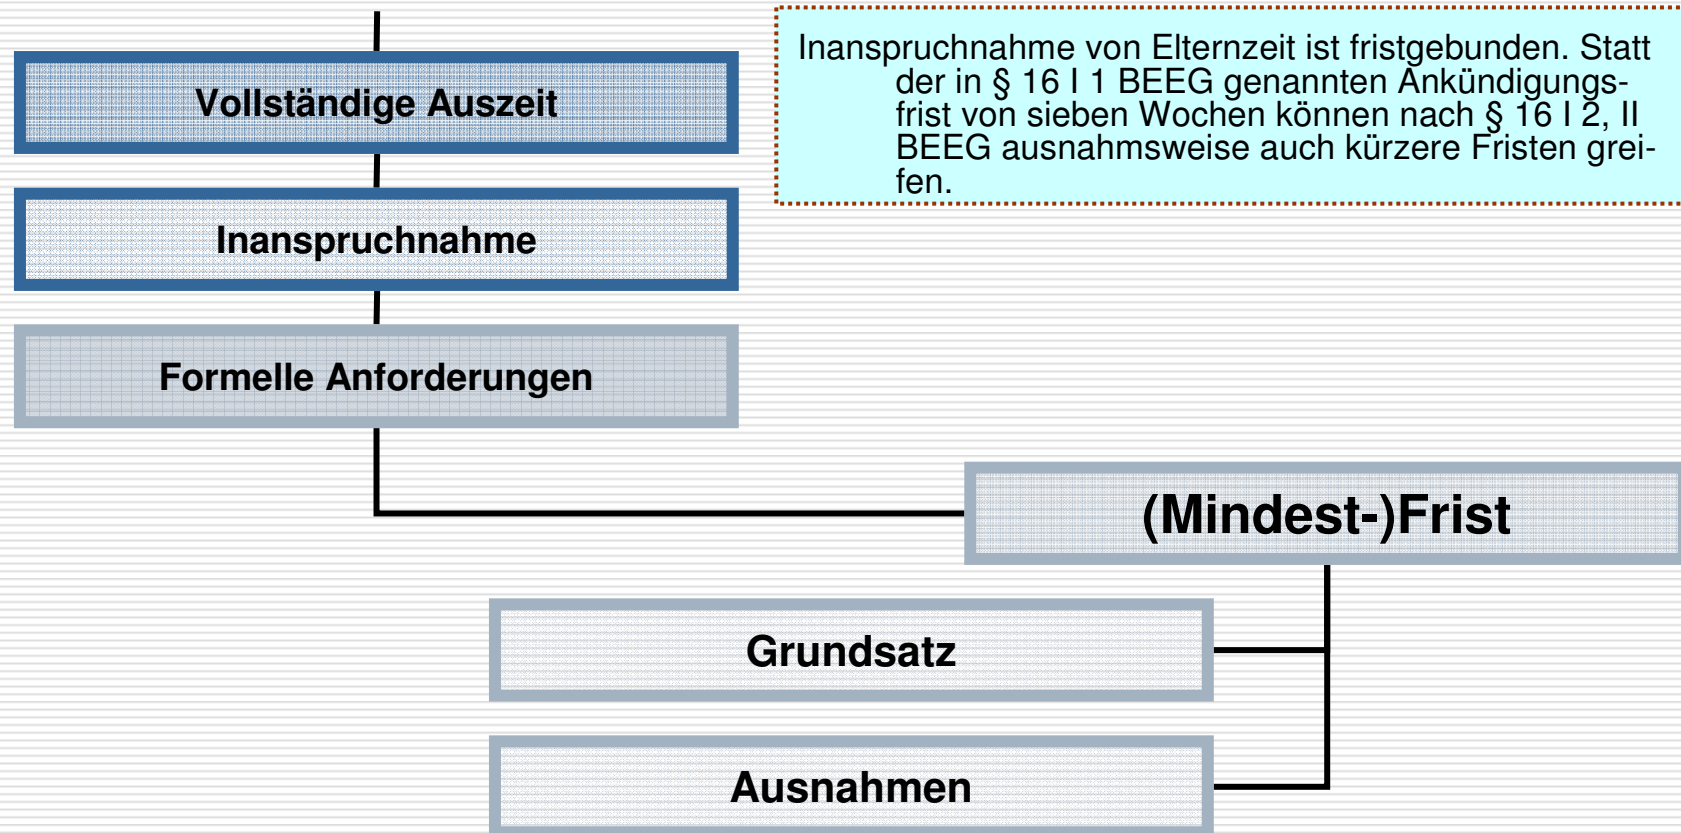 Vollständige Auszeit
Inanspruchnahme von Elternzeit ist fristgebunden. Statt
der in § 16 I 1 BEEG genannten Ankündigungs-
frist von sieben Wochen können nach § 16 I 2, II
BEEG ausnahmsweise auch kürzere Fristen grei-
fen.
Inanspruchnahme
Formelle Anforderungen
(Mindest-)Frist
Grundsatz
Ausnahmen